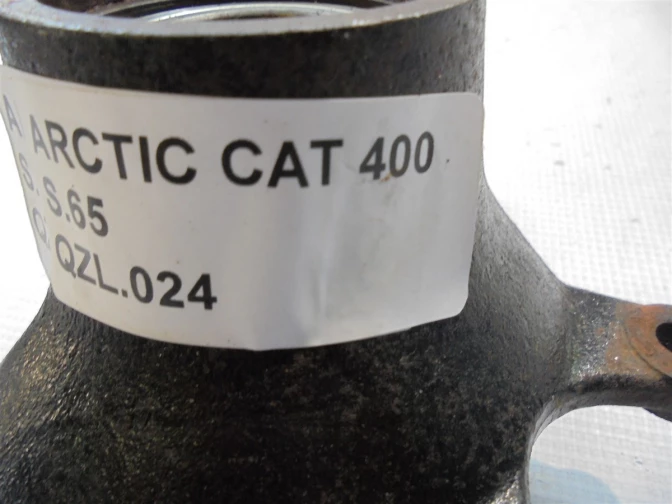 A ARCTIC CAT 400
S. S.65
O. QZL.024